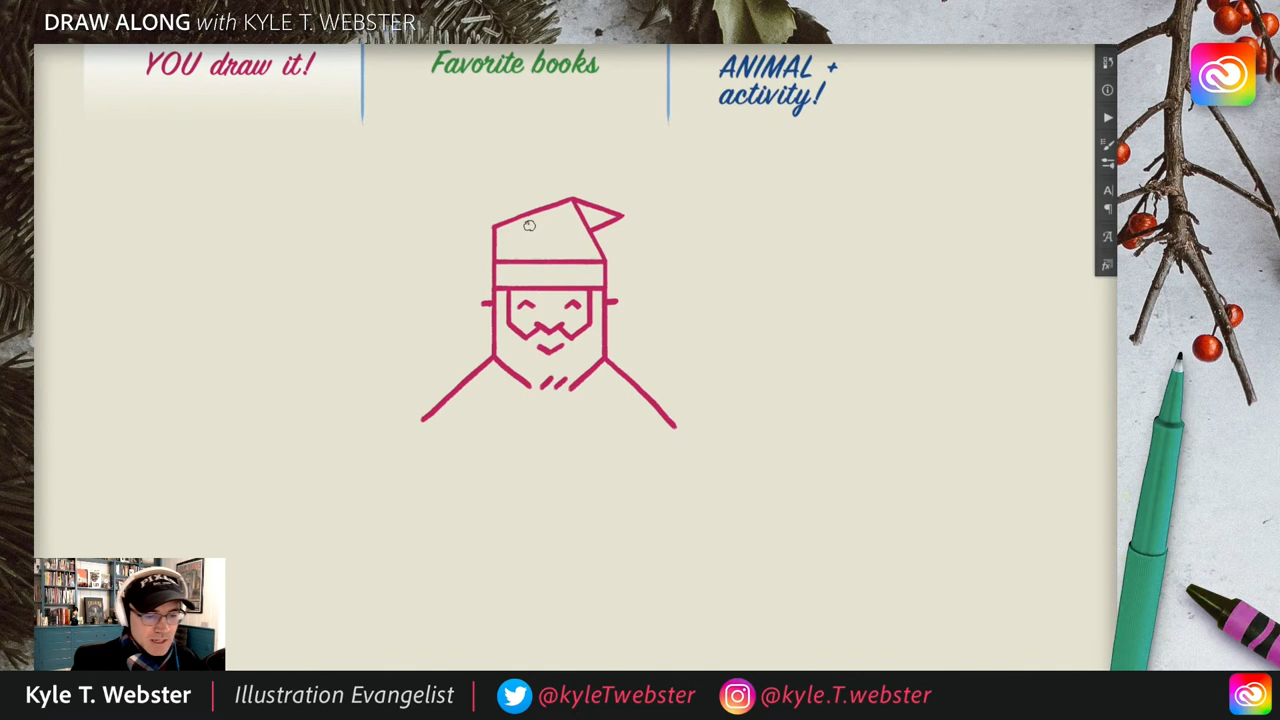 DRAW ALONG with KYLE T. WEBSTER
YOU draw it!
Favorite books
ANIMAL +
activity!
Kyle T. Webster | Illustration Evangelist | @kyleTwebster @kyle.T.webster